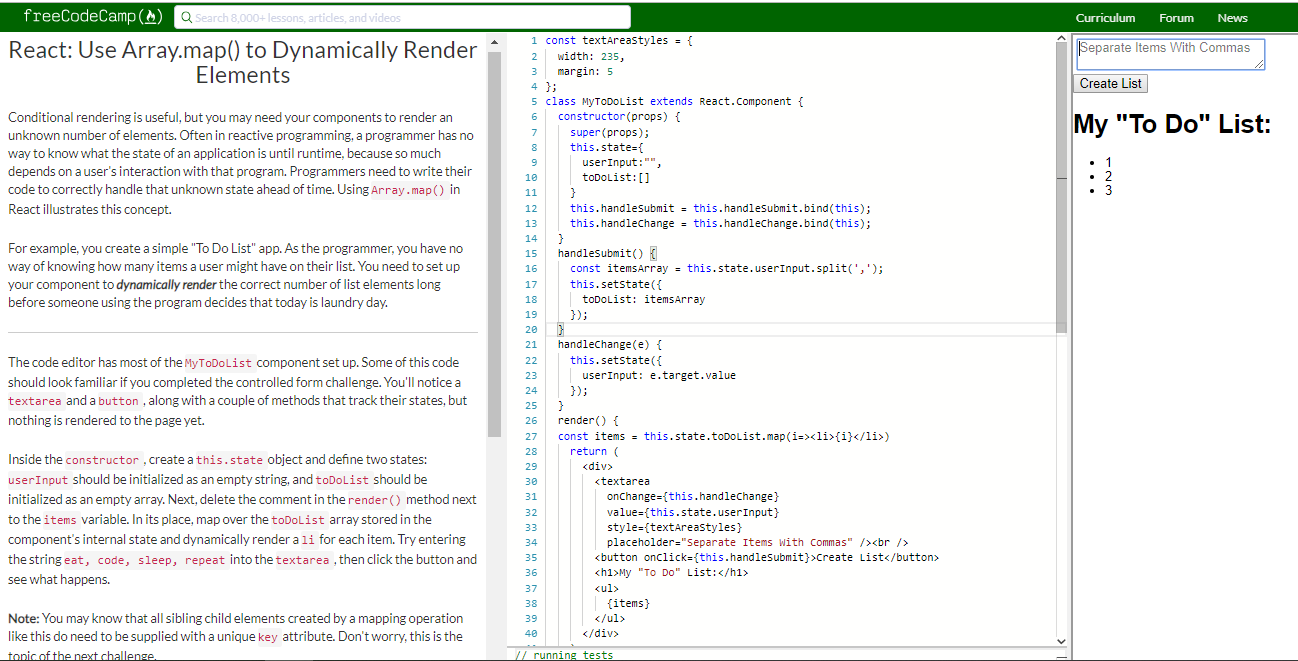 freeCodeCamp
Search 8,000+ lessons, articles, and videos
Curriculum
Forum
News
React: Use Array.map() to Dynamically Render
Elements
Conditional rendering is useful, but you may need your components to render an
unknown number of elements. Often in reactive programming, a programmer has no
way to know what the state of an application is until runtime, because so much
depends on a user's interaction with that program. Programmers need to write their
code to correctly handle that unknown state ahead of time. Using Array.map() in
React illustrates this concept.
For example, you create a simple "To Do List" app. As the programmer, you have no
way of knowing how many items a user might have on their list. You need to set up
your component to dynamically render the correct number of list elements long
before someone using the program decides that today is laundry day.
The code editor has most of the MyToDoList component set up. Some of this code
should look familiar if you completed the controlled form challenge. You'll notice a
textarea and a button , along with a couple of methods that track their states, but
nothing is rendered to the page yet.
Inside the constructor , create a this.state object and define two states:
userInput should be initialized as an empty string, and toDoList should be
initialized as an empty array. Next, delete the comment in the render() method next
to the items variable. In its place, map over the toDoList array stored in the
component's internal state and dynamically render a li for each item. Try entering
the string eat, code, sleep, repeat into the textarea , then click the button and
see what happens.
Note: You may know that all sibling child elements created by a mapping operation
like this do need to be supplied with a unique key attribute. Don't worry, this is the
topic of the next challenge.
1 const textAreaStyles = {
2 width: 235,
3 margin: 5
4 };
5 class MyToDoList extends React.Component {
6 constructor(props) {
7 super(props);
8 this.state={
9 userInput:"",
10 toDoList:[]
11 }
12 this.handleSubmit = this.handleSubmit.bind(this);
13 this.handleChange = this.handleChange.bind(this);
14 }
15 handleSubmit() {
16 const itemsArray = this.state.userInput.split(',');
17 this.setState({
18 toDoList: itemsArray
19 });
20 }
21 handleChange(e) {
22 this.setState({
23 userInput: e.target.value
24 });
25 }
26 render() {
27 const items = this.state.toDoList.map(i=><li>{i}</li>)
28 return (
29 <div>
30 <textarea
31 onChange={this.handleChange}
32 value={this.state.userInput}
33 style={textAreaStyles}
34 placeholder="Separate Items With Commas" /><br />
35 <button onClick={this.handleSubmit}>Create List</button>
36 <h1>My "To Do" List:</h1>
37 <ul>
38 {items}
39 </ul>
40 </div>
// running tests
Separate Items With Commas
Create List
My "To Do" List:
1
2
3